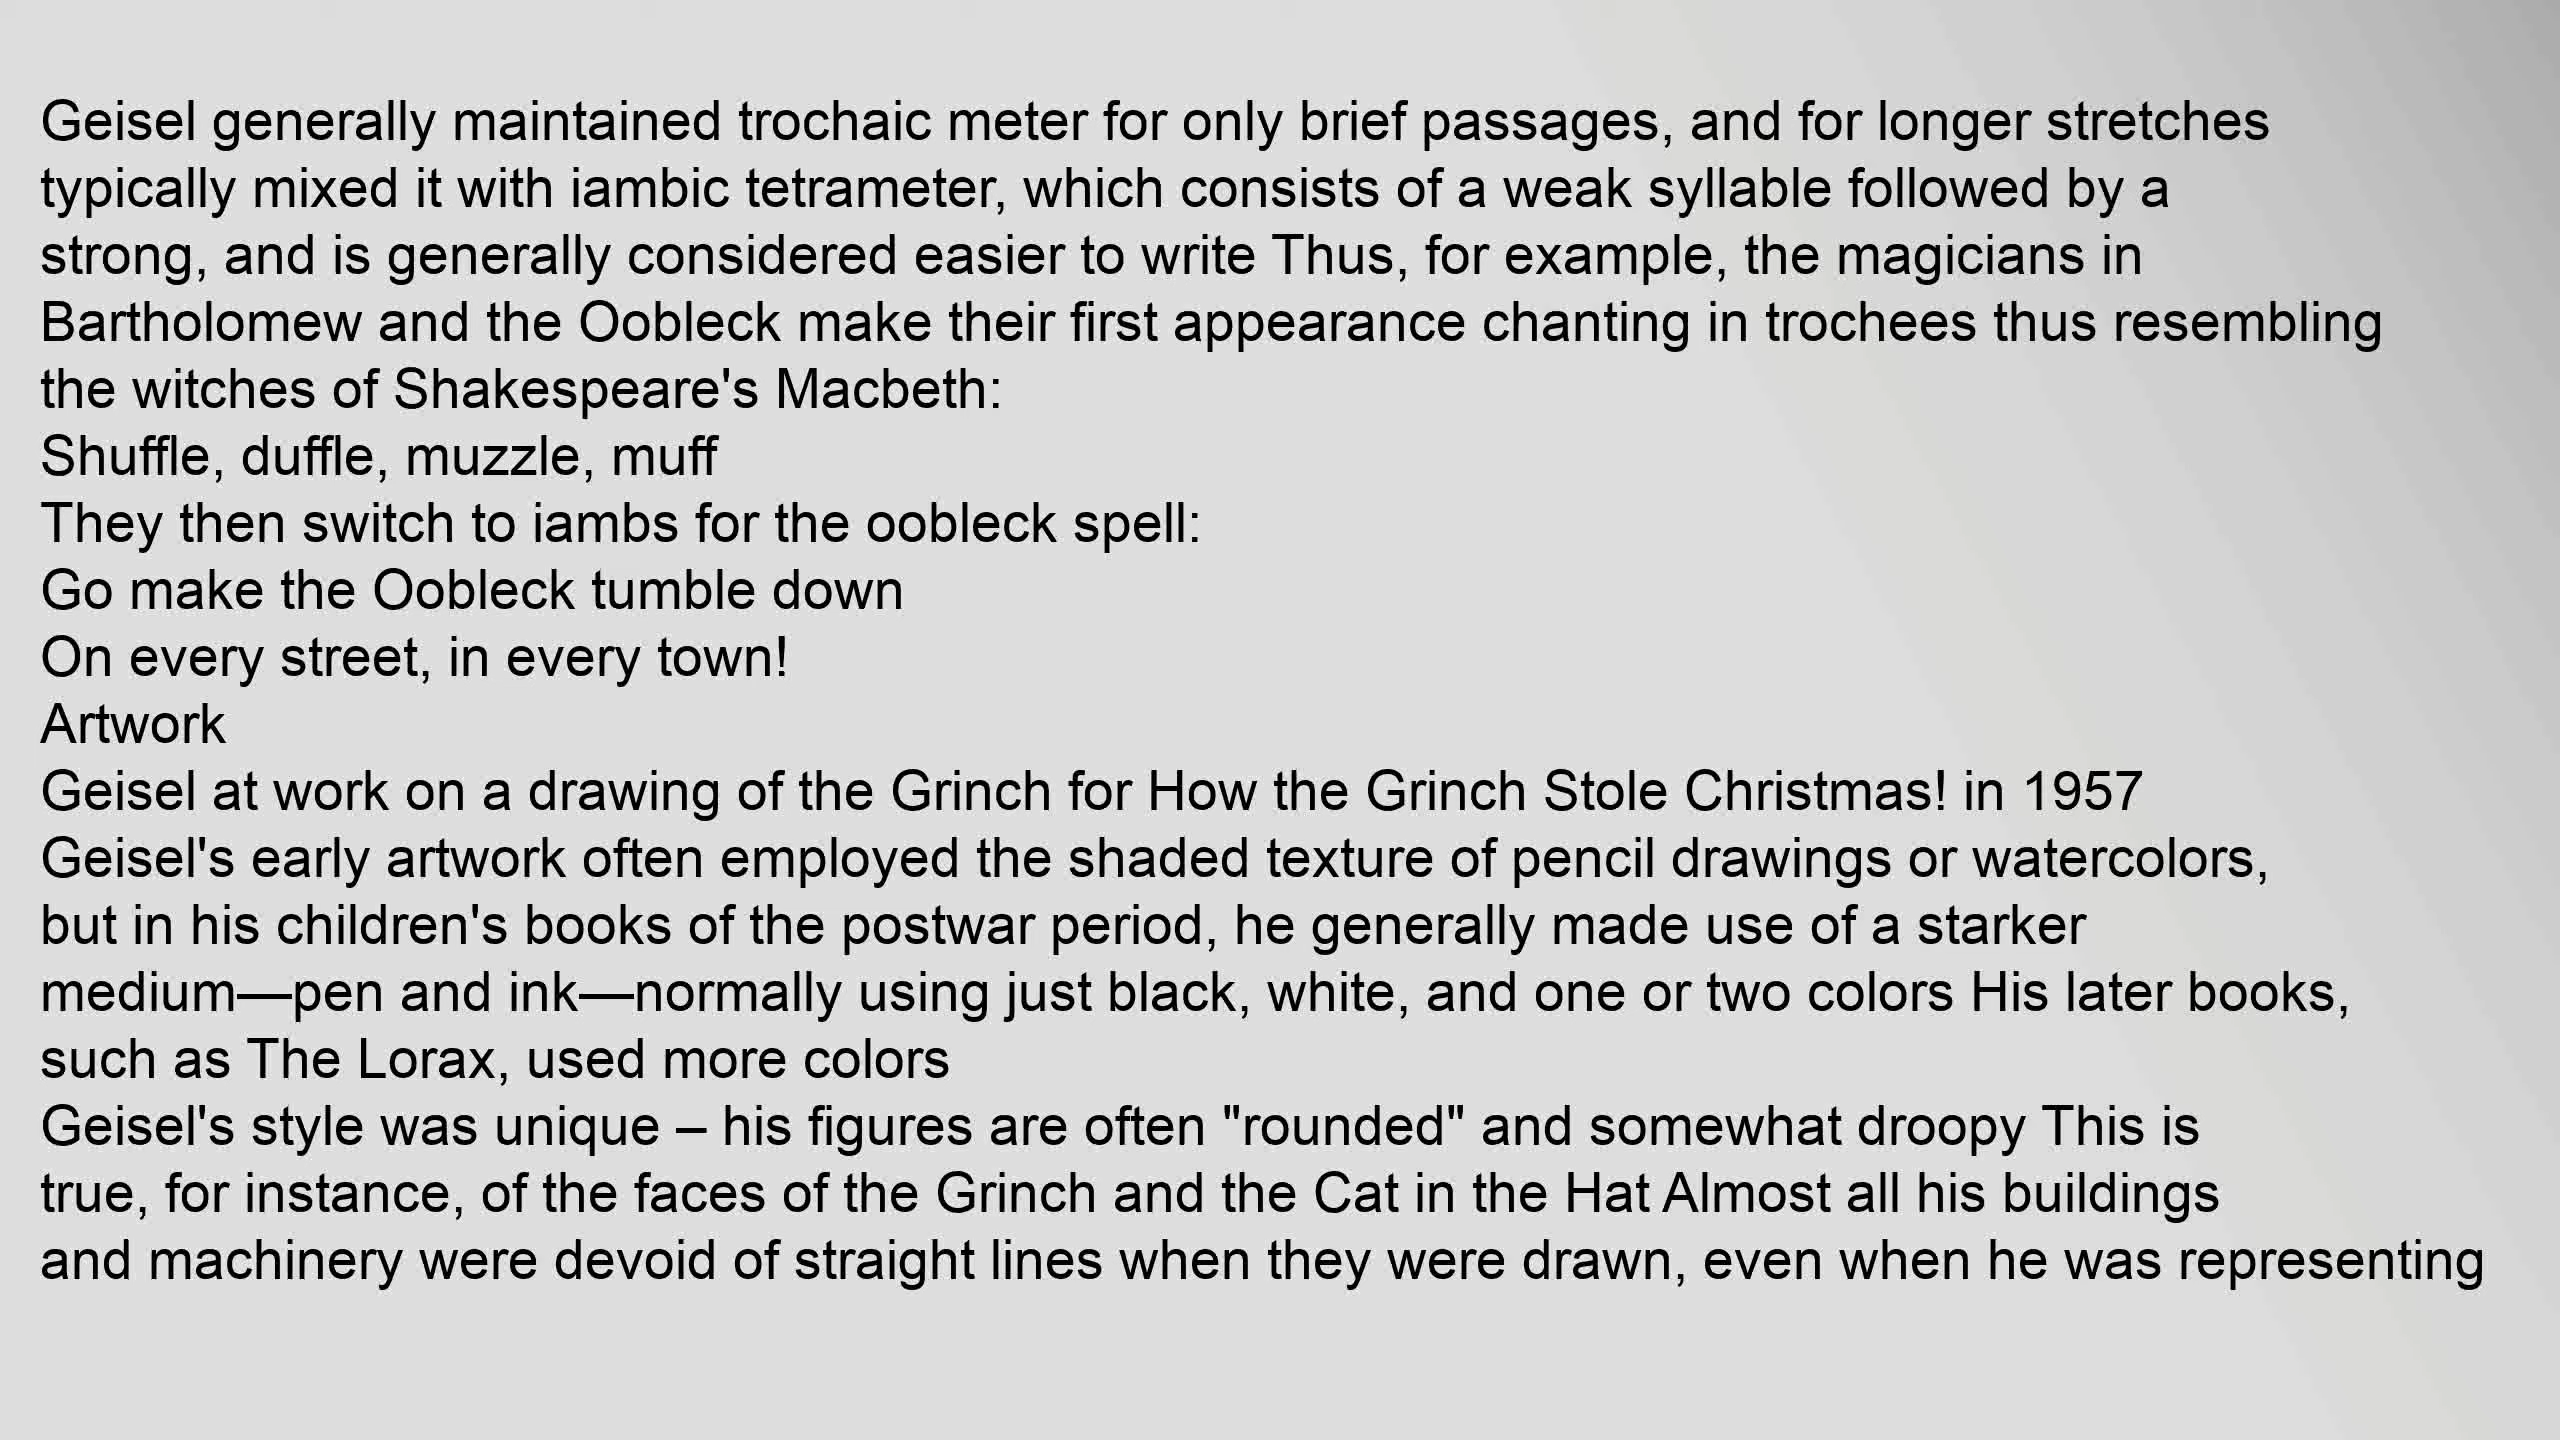 Geisel generally maintained trochaic meter for only brief passages, and for longer stretches
typically mixed it with iambic tetrameter, which consists of a weak syllable followed by a
strong, and is generally considered easier to write Thus, for example, the magicians in
Bartholomew and the Oobleck make their first appearance chanting in trochees thus resembling
the witches of Shakespeare's Macbeth:
Shuffle, duffle, muzzle, muff
They then switch to iambs for the oobleck spell:
Go make the Oobleck tumble down
On every street, in every town!
Artwork
Geisel at work on a drawing of the Grinch for How the Grinch Stole Christmas! in 1957
Geisel's early artwork often employed the shaded texture of pencil drawings or watercolors,
but in his children's books of the postwar period, he generally made use of a starker
medium—pen and ink—normally using just black, white, and one or two colors His later books,
such as The Lorax, used more colors
Geisel's style was unique – his figures are often "rounded" and somewhat droopy This is
true, for instance, of the faces of the Grinch and the Cat in the Hat Almost all his buildings
and machinery were devoid of straight lines when they were drawn, even when he was representing